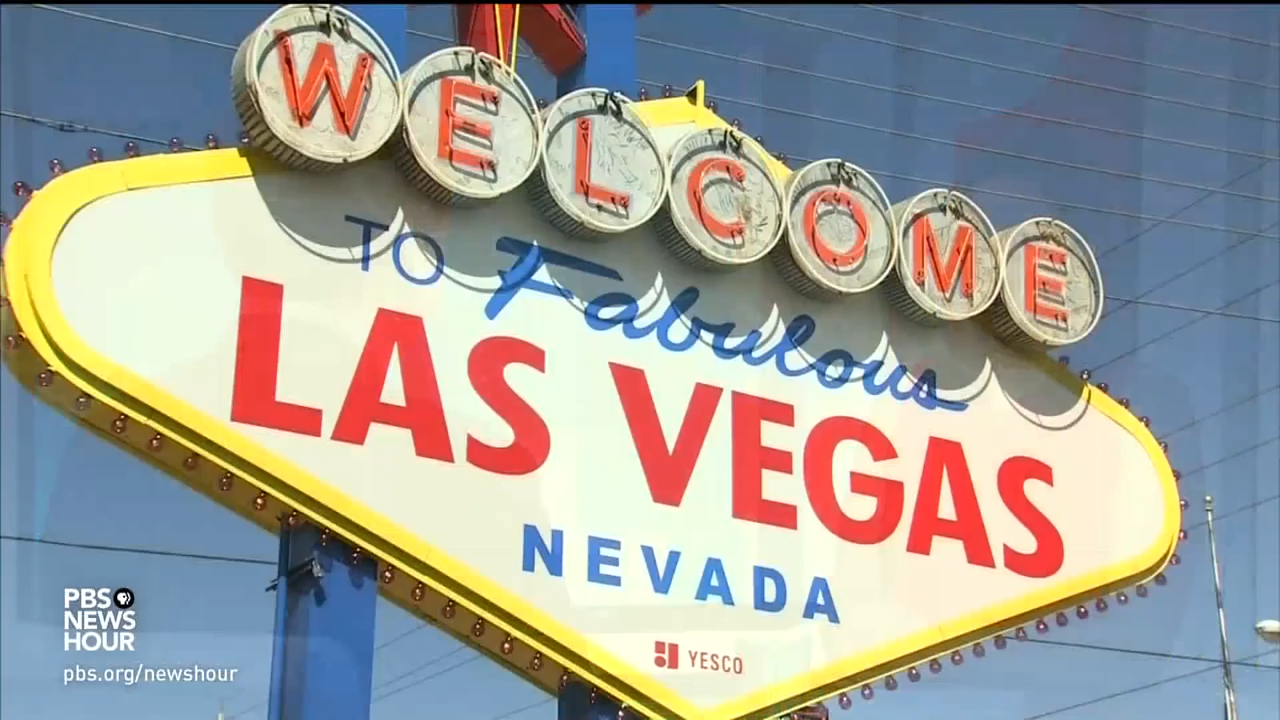 WELCOME
TO Fabulous
LAS VEGAS
NEVADA
YESCO
PBS
NEWS
HOUR
pbs.org/newshour